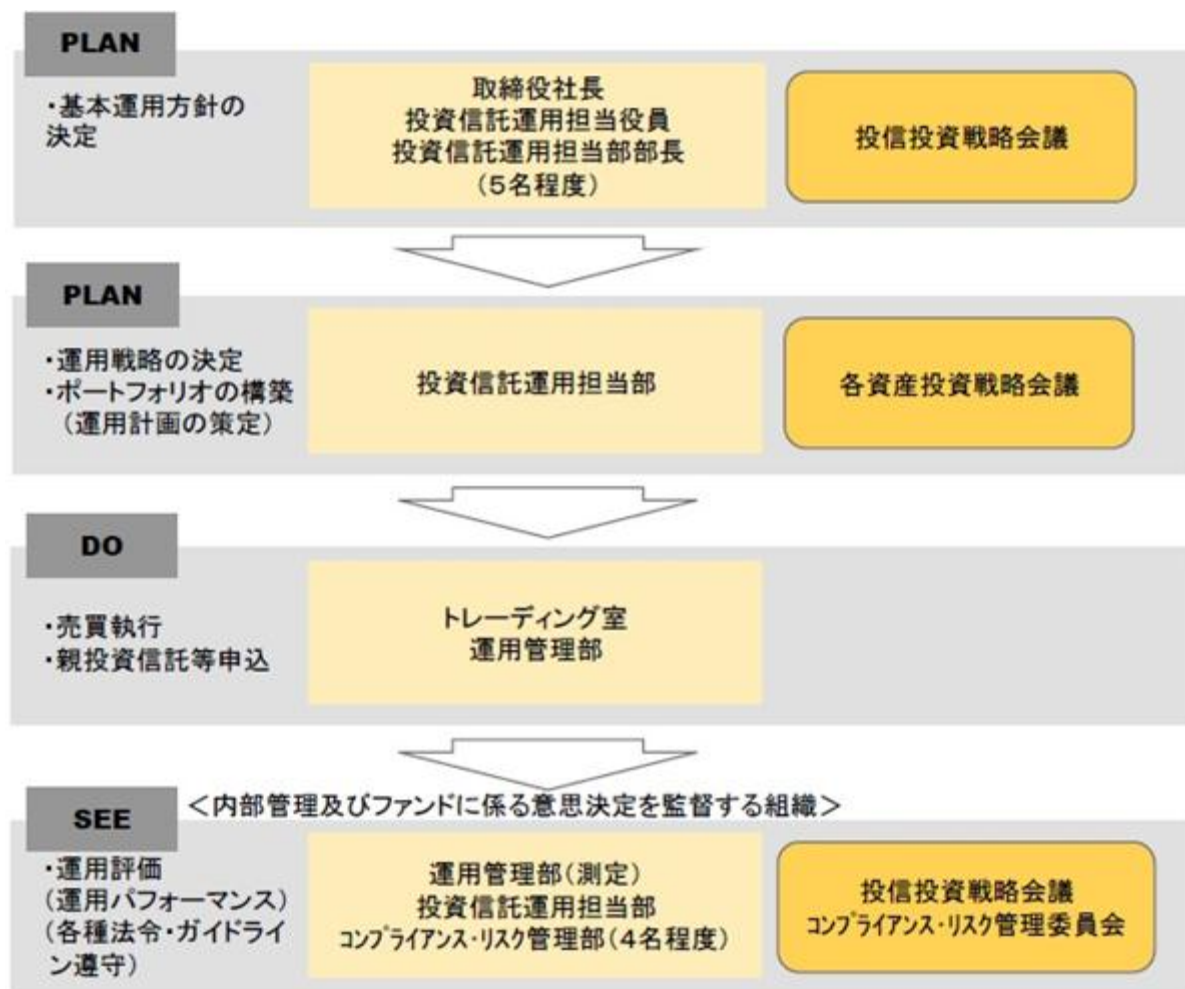 PLAN
・基本運用方針の
決定
取締役社長
投資信託運用担当役員
投資信託運用担当部部長
(5名程度)
投信投資戦略会議
PLAN
・運用戦略の決定
・ポートフォリオの構築
(運用計画の策定)
投資信託運用担当部
各資産投資戦略会議
DO
・売買執行
・親投資信託等申込
トレーディング室
運用管理部
SEE
＜内部管理及びファンドに係る意思決定を監督する組織＞
・運用評価
(運用パフォーマンス)
(各種法令・ガイドライ
ン遵守)
運用管理部(測定)
投資信託運用担当部
ｺﾝﾌﾟﾗｲｱﾝｽ・ﾘｽｸ管理部(4名程度)
投信投資戦略会議
ｺﾝﾌﾟﾗｲｱﾝｽ・ﾘｽｸ管理委員会